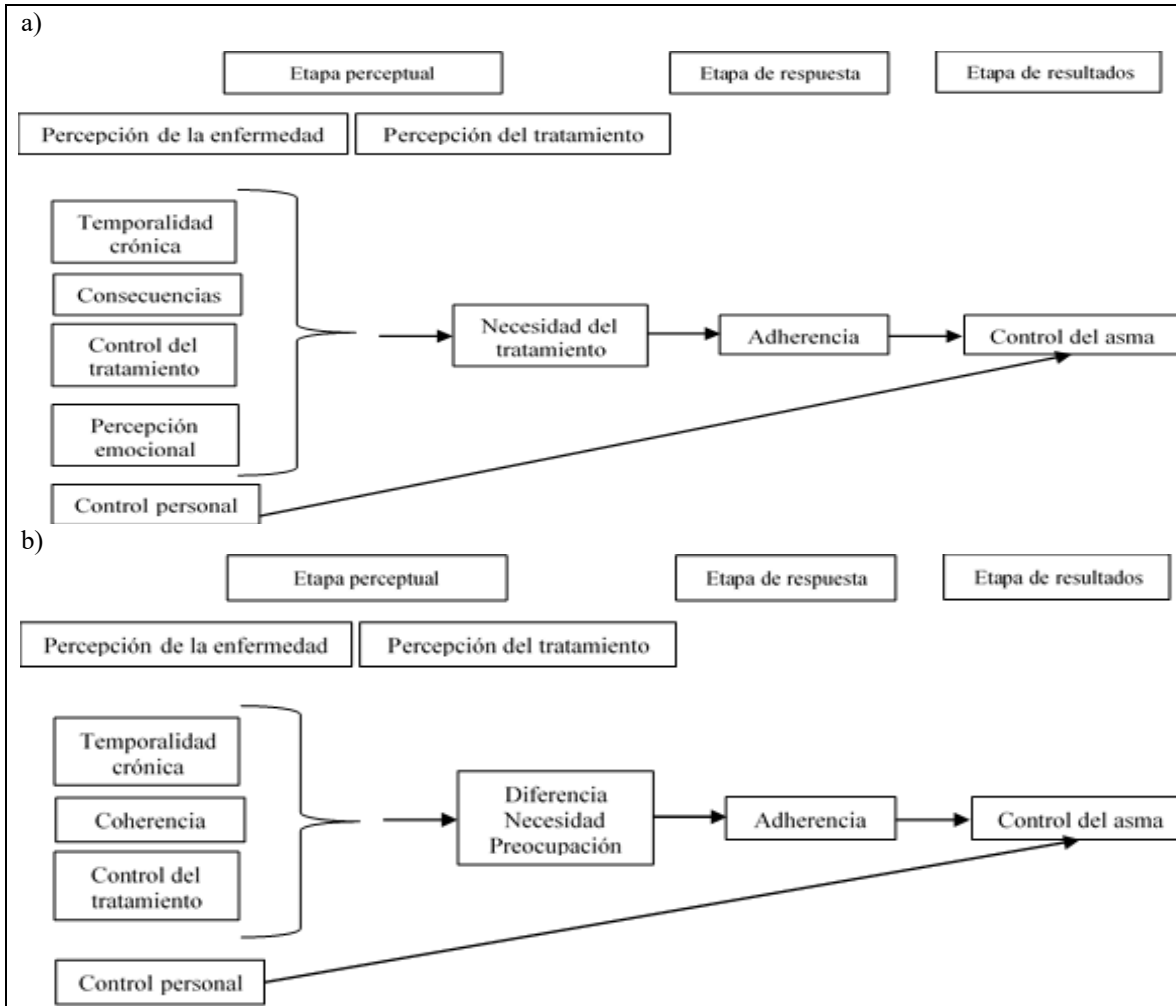 a)
Etapa perceptual
Etapa de respuesta
Etapa de resultados
Percepción de la enfermedad
Percepción del tratamiento
Temporalidad
crónica
Consecuencias
Control del
tratamiento
Percepción
emocional
Control personal
Necesidad del
tratamiento
Adherencia
Control del asma
b)
Etapa perceptual
Etapa de respuesta
Etapa de resultados
Percepción de la enfermedad
Percepción del tratamiento
Temporalidad
crónica
Coherencia
Control del
tratamiento
Control personal
Diferencia
Necesidad
Preocupación
Adherencia
Control del asma